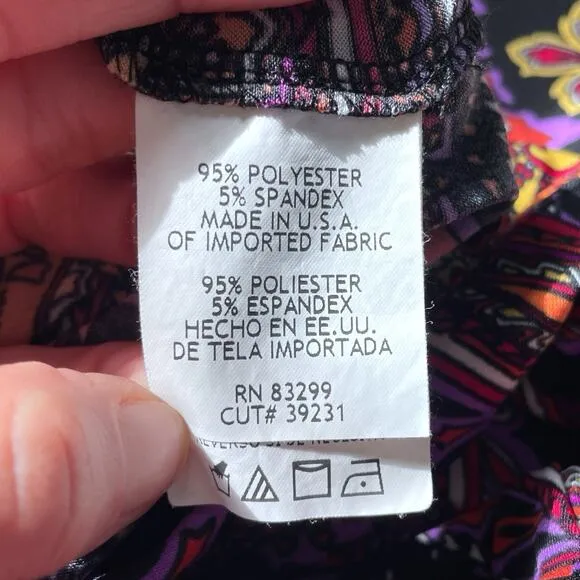 95% POLYESTER
5% SPANDEX
MADE IN U.S.A.
OF IMPORTED FABRIC
95% POLIESTER
5% ESPANDEX
HECHO EN EE.UU.
DE TELA IMPORTADA
RN 83299
CUT# 39231